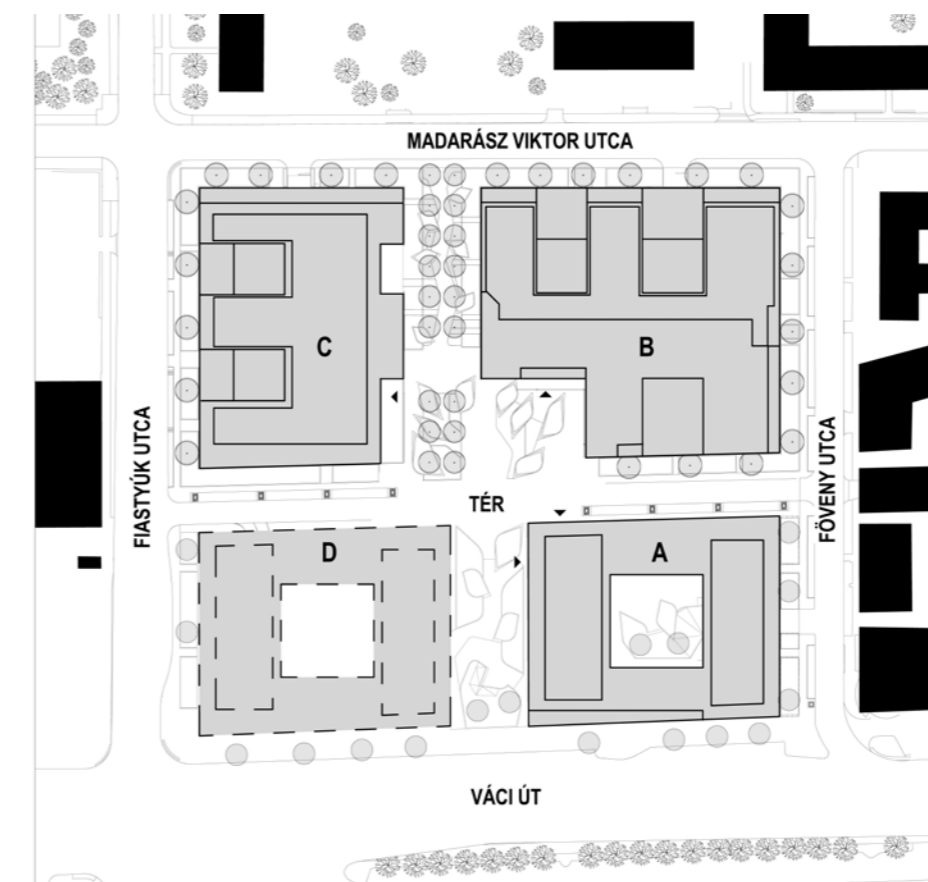 MADARÁSZ VIKTOR UTCA
C
B
FIASTYÚK UTCA
FÖVENY UTCA
TÉR
D
A
VÁCI ÚT